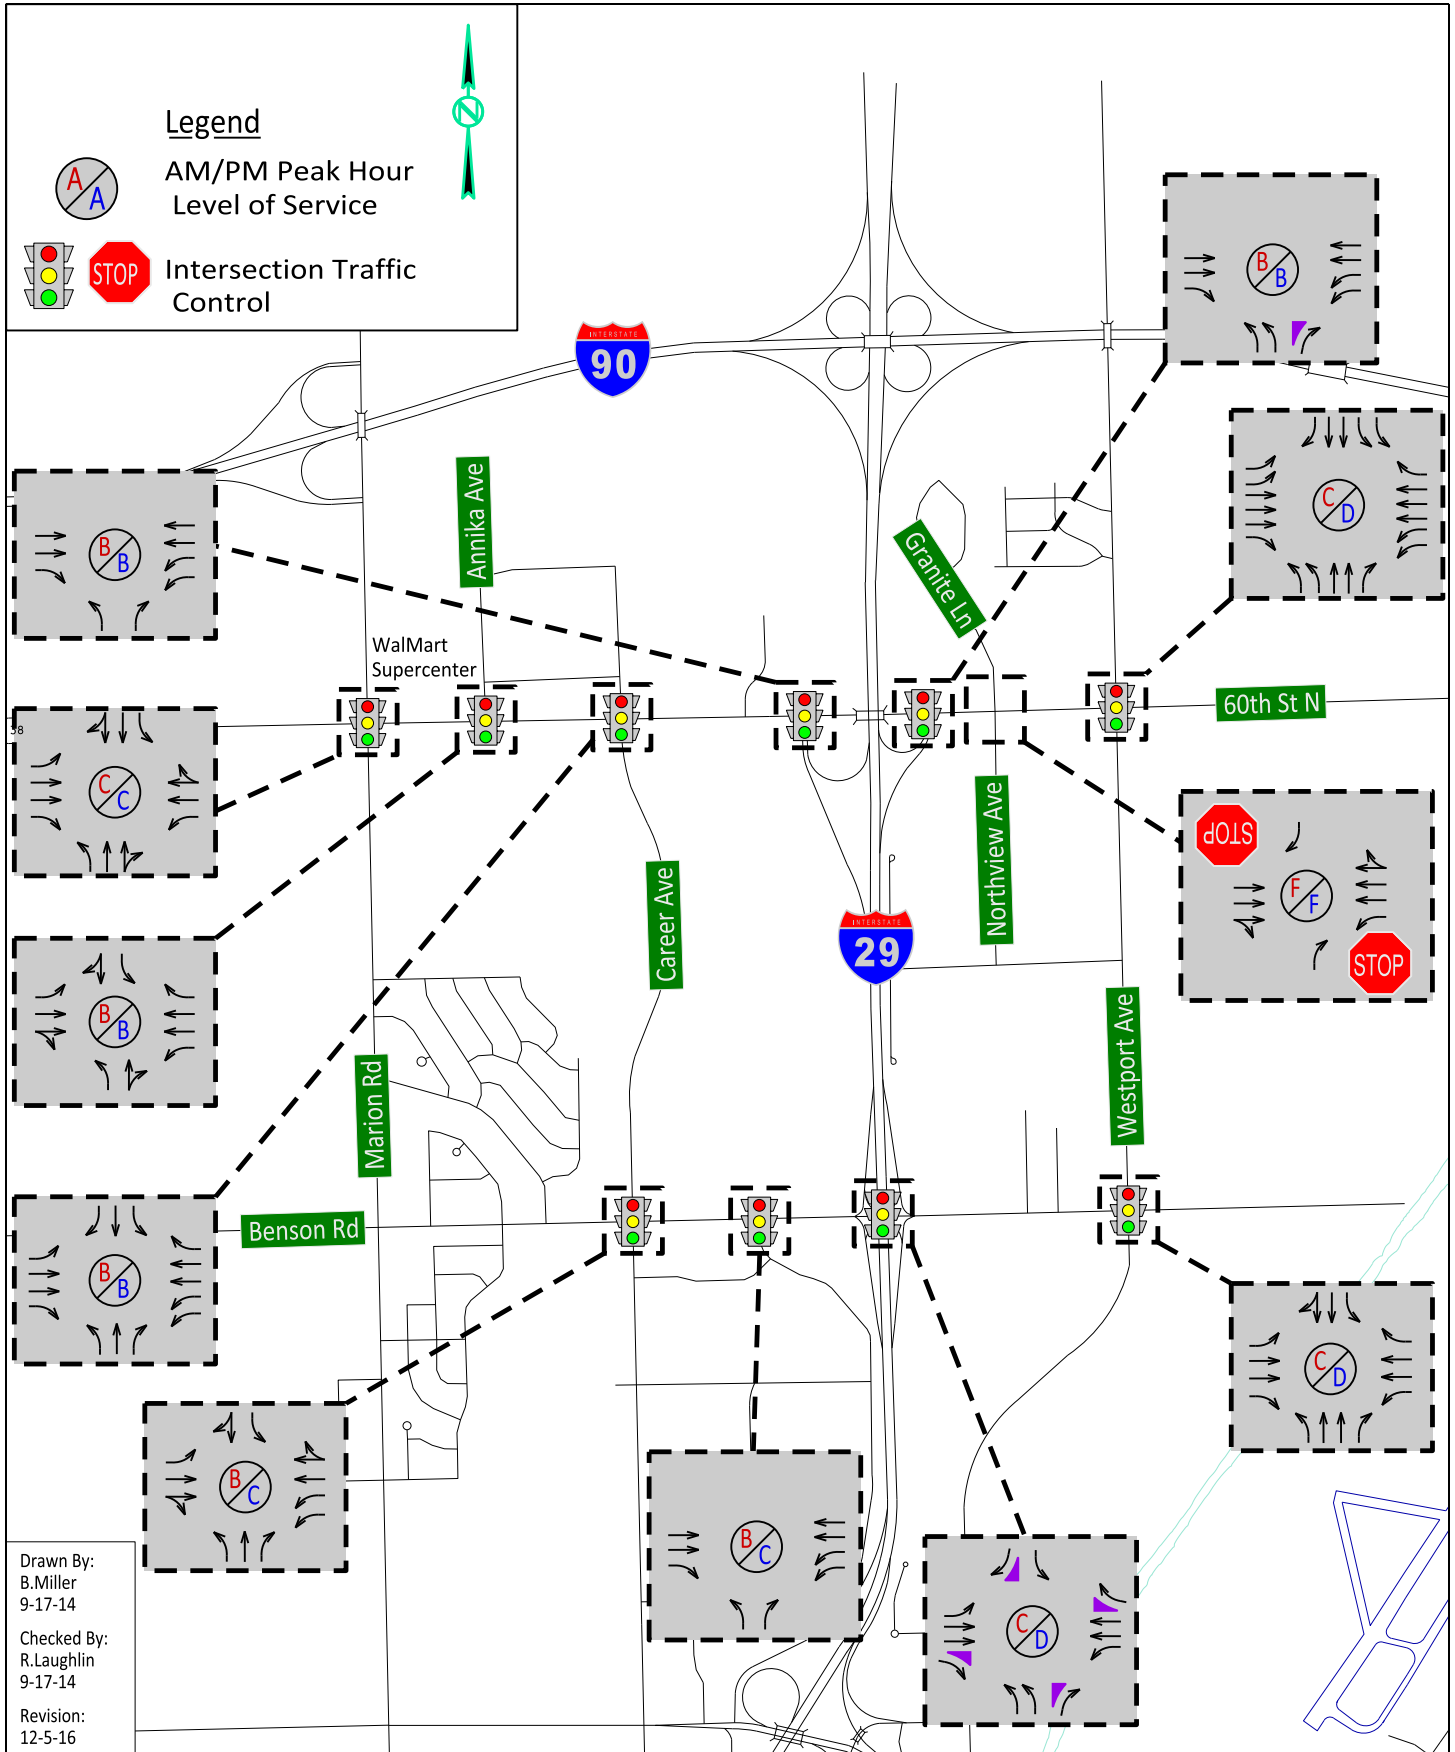 Legend
A/A
AM/PM Peak Hour
Level of Service
STOP
Intersection Traffic
Control
N
INTERSTATE
90
B/B
C/D
Annika Ave
Granite Ln
B/B
WalMart
Supercenter
60th St N
38
C/C
STOP
F/F
STOP
Northview Ave
Career Ave
INTERSTATE
29
B/B
Westport Ave
Marion Rd
Benson Rd
B/B
C/D
B/C
B/C
C/D
Drawn By:
B.Miller
9-17-14
Checked By:
R.Laughlin
9-17-14
Revision:
12-5-16